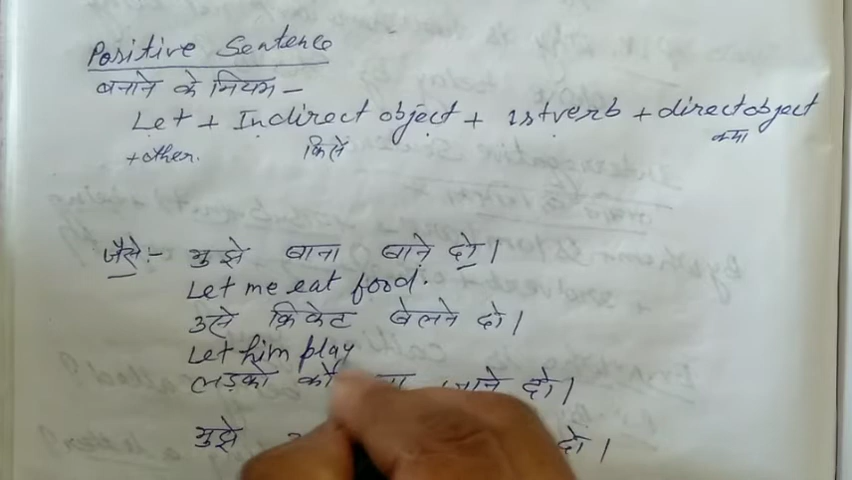 Positive Sentence
बनाने के नियम -
Let + Indirect object + 1st verb + direct object
+ other. किसे क्या
जैसे:- मुझे खाना खाने दो।
Let me eat food.
उसे क्रिकेट खेलने दो।
Let him play
लड़को को जाने दो।
मुझे दो।